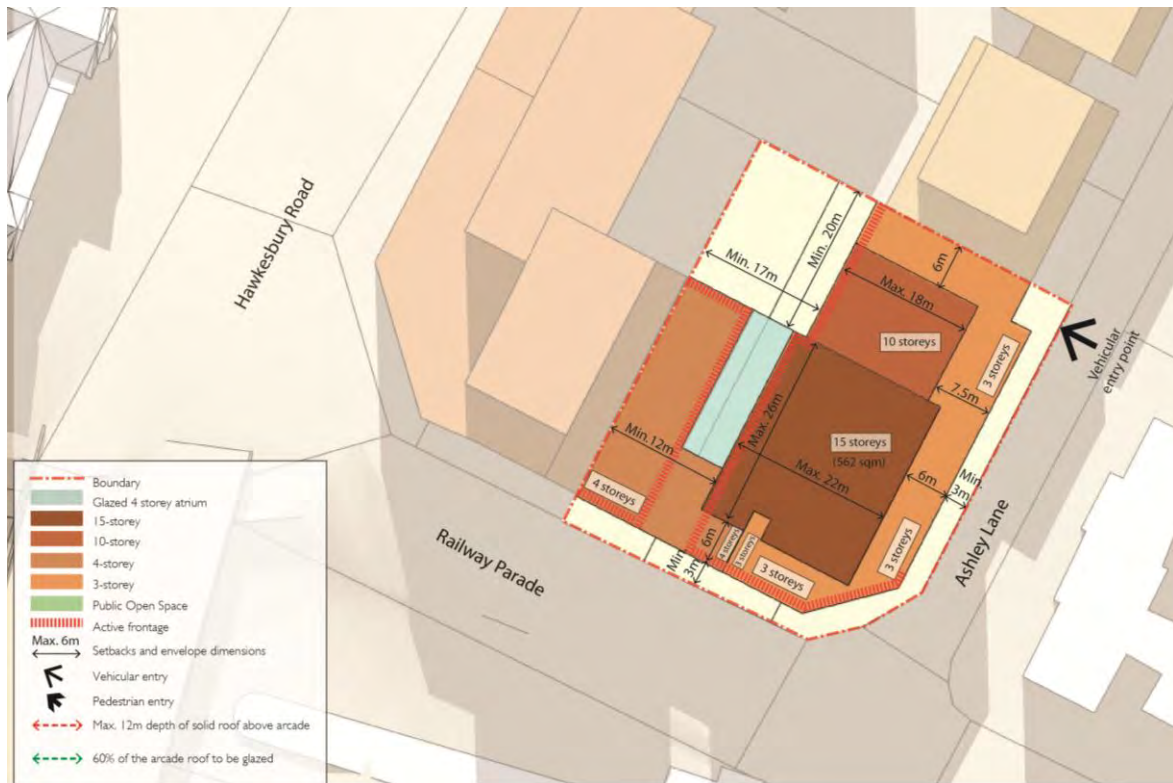 Hawkesbury Road
Min. 20m
Min. 17m
6m
Max. 18m
10 storeys
3 storeys
Vehicular
entry point
7.5m
Max. 26m
15 storeys
(562 sqm)
Max. 22m
Min.12m
6m
Min.
3m
4 storeys
6m
4 storeys
3 storeys
3 storeys
3 storeys
Min.
3m
Railway Parade
Ashley Lane
Boundary
Glazed 4 storey atrium
15-storey
10-storey
4-storey
3-storey
Public Open Space
Active frontage
Max. 6m
Setbacks and envelope dimensions
Vehicular entry
Pedestrian entry
Max. 12m depth of solid roof above arcade
60% of the arcade roof to be glazed